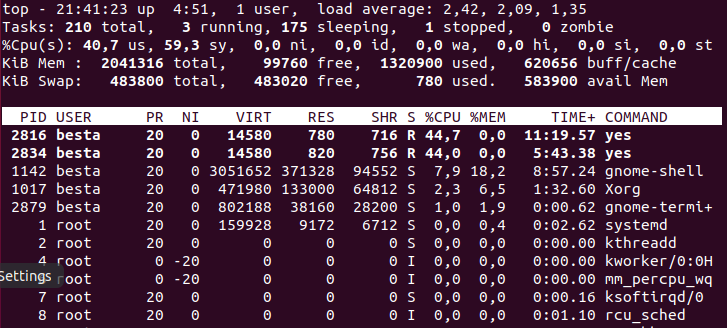 top - 21:41:23 up  4:51,  1 user,  load average: 2,42, 2,09, 1,35
Tasks: 210 total,   3 running, 175 sleeping,   1 stopped,   0 zombie
%Cpu(s): 40,7 us, 59,3 sy,  0,0 ni,  0,0 id,  0,0 wa,  0,0 hi,  0,0 si,  0,0 st
KiB Mem :  2041316 total,    99760 free,  1320900 used,   620656 buff/cache
KiB Swap:   483800 total,   483020 free,      780 used.   583900 avail Mem
PID USER      PR  NI    VIRT    RES    SHR S %CPU %MEM     TIME+ COMMAND
2816 besta     20   0   14580    780    716 R 44,7  0,0  11:19.57 yes
2834 besta     20   0   14580    820    756 R 44,0  0,0   5:43.38 yes
1142 besta     20   0 3051652 371328  94552 S  7,9 18,2   8:57.24 gnome-shell
1017 besta     20   0  471980 133000  64812 S  2,3  6,5   1:32.60 Xorg
2879 besta     20   0  802188  38160  28200 S  1,0  1,9   0:00.62 gnome-termi+
1 root      20   0  159928   9172   6712 S  0,0  0,4   0:02.62 systemd
2 root      20   0       0      0      0 S  0,0  0,0   0:00.00 kthreadd
4 root       0 -20       0      0      0 I  0,0  0,0   0:00.00 kworker/0:0H
Settings
root       0 -20       0      0      0 I  0,0  0,0   0:00.00 mm_percpu_wq
7 root      20   0       0      0      0 S  0,0  0,0   0:00.16 ksoftirqd/0
8 root      20   0       0      0      0 I  0,0  0,0   0:01.10 rcu_sched